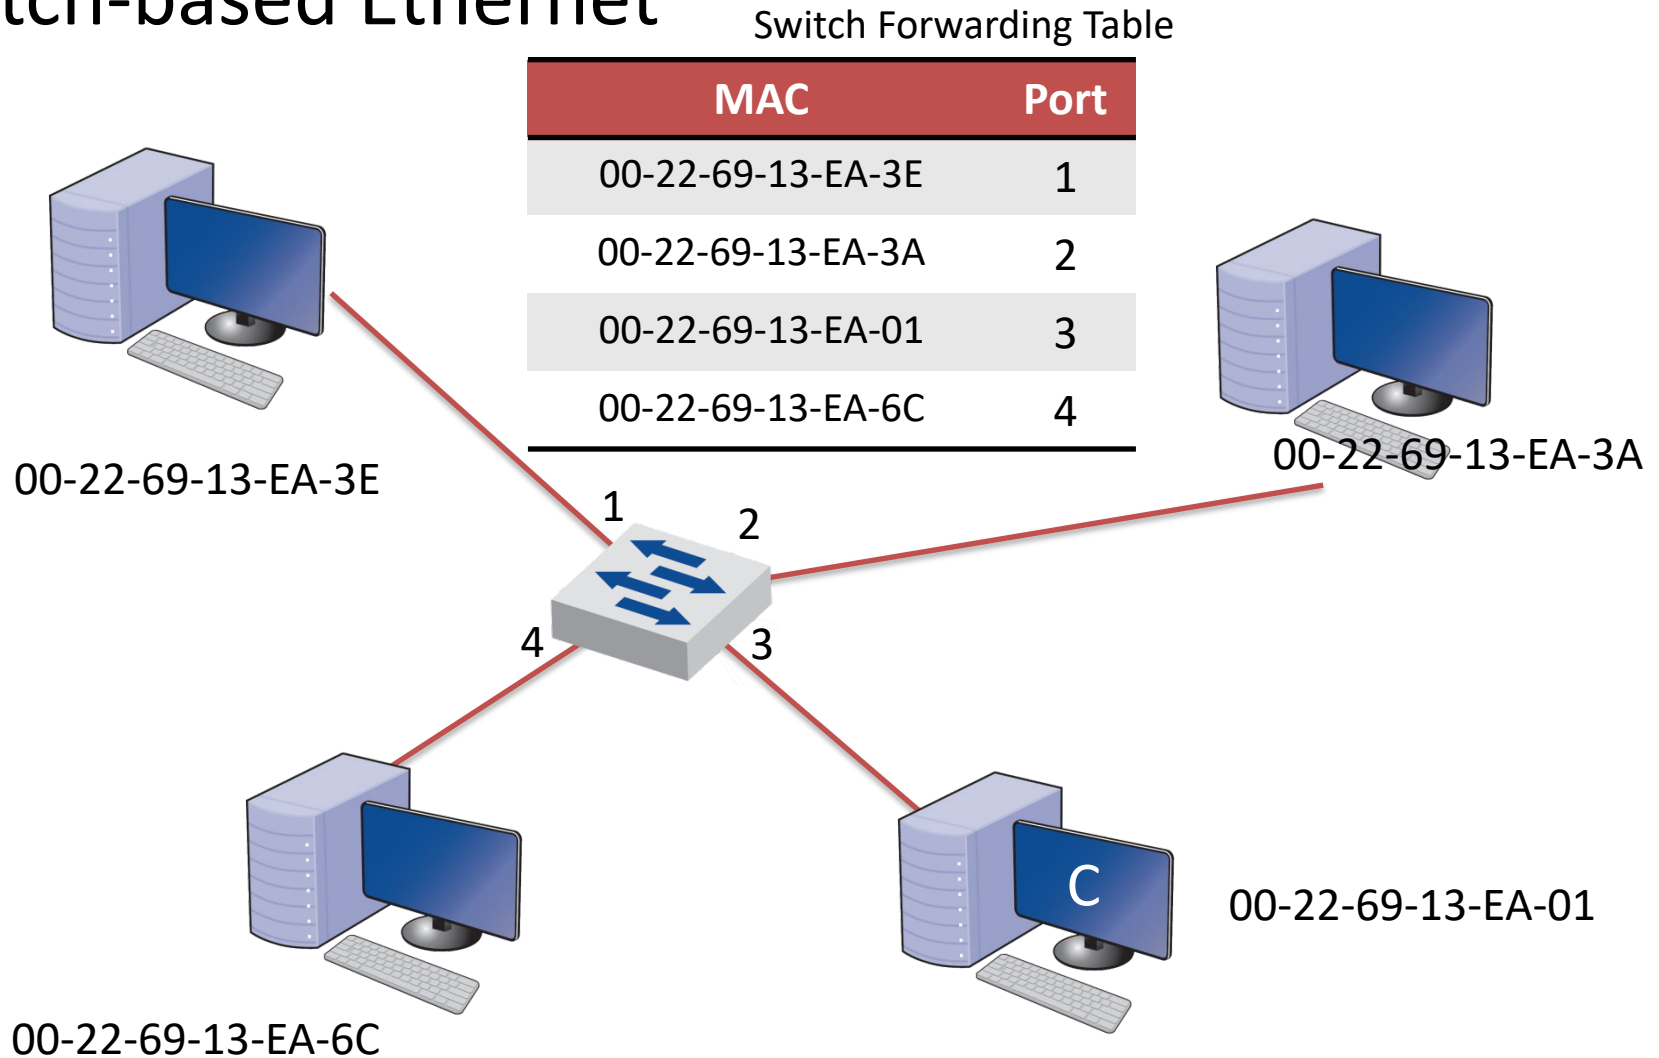 tch-based Ethernet
Switch Forwarding Table
MAC Port
00-22-69-13-EA-3E 1
00-22-69-13-EA-3A 2
00-22-69-13-EA-01 3
00-22-69-13-EA-6C 4
00-22-69-13-EA-3A
00-22-69-13-EA-3E
1
2
4
3
C
00-22-69-13-EA-01
00-22-69-13-EA-6C